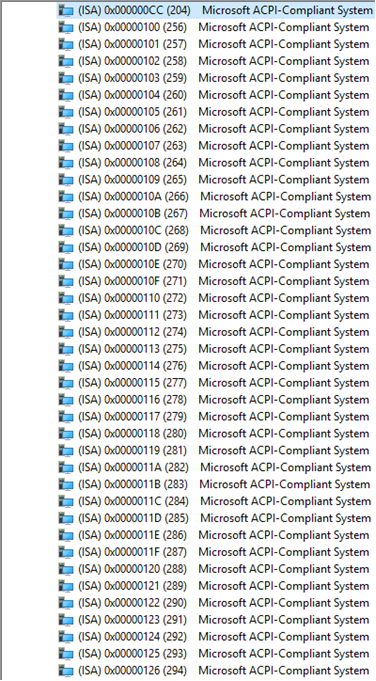 (ISA) 0x000000CC (204) Microsoft ACPI-Compliant System
(ISA) 0x00000100 (256) Microsoft ACPI-Compliant System
(ISA) 0x00000101 (257) Microsoft ACPI-Compliant System
(ISA) 0x00000102 (258) Microsoft ACPI-Compliant System
(ISA) 0x00000103 (259) Microsoft ACPI-Compliant System
(ISA) 0x00000104 (260) Microsoft ACPI-Compliant System
(ISA) 0x00000105 (261) Microsoft ACPI-Compliant System
(ISA) 0x00000106 (262) Microsoft ACPI-Compliant System
(ISA) 0x00000107 (263) Microsoft ACPI-Compliant System
(ISA) 0x00000108 (264) Microsoft ACPI-Compliant System
(ISA) 0x00000109 (265) Microsoft ACPI-Compliant System
(ISA) 0x0000010A (266) Microsoft ACPI-Compliant System
(ISA) 0x0000010B (267) Microsoft ACPI-Compliant System
(ISA) 0x0000010C (268) Microsoft ACPI-Compliant System
(ISA) 0x0000010D (269) Microsoft ACPI-Compliant System
(ISA) 0x0000010E (270) Microsoft ACPI-Compliant System
(ISA) 0x0000010F (271) Microsoft ACPI-Compliant System
(ISA) 0x00000110 (272) Microsoft ACPI-Compliant System
(ISA) 0x00000111 (273) Microsoft ACPI-Compliant System
(ISA) 0x00000112 (274) Microsoft ACPI-Compliant System
(ISA) 0x00000113 (275) Microsoft ACPI-Compliant System
(ISA) 0x00000114 (276) Microsoft ACPI-Compliant System
(ISA) 0x00000115 (277) Microsoft ACPI-Compliant System
(ISA) 0x00000116 (278) Microsoft ACPI-Compliant System
(ISA) 0x00000117 (279) Microsoft ACPI-Compliant System
(ISA) 0x00000118 (280) Microsoft ACPI-Compliant System
(ISA) 0x00000119 (281) Microsoft ACPI-Compliant System
(ISA) 0x0000011A (282) Microsoft ACPI-Compliant System
(ISA) 0x0000011B (283) Microsoft ACPI-Compliant System
(ISA) 0x0000011C (284) Microsoft ACPI-Compliant System
(ISA) 0x0000011D (285) Microsoft ACPI-Compliant System
(ISA) 0x0000011E (286) Microsoft ACPI-Compliant System
(ISA) 0x0000011F (287) Microsoft ACPI-Compliant System
(ISA) 0x00000120 (288) Microsoft ACPI-Compliant System
(ISA) 0x00000121 (289) Microsoft ACPI-Compliant System
(ISA) 0x00000122 (290) Microsoft ACPI-Compliant System
(ISA) 0x00000123 (291) Microsoft ACPI-Compliant System
(ISA) 0x00000124 (292) Microsoft ACPI-Compliant System
(ISA) 0x00000125 (293) Microsoft ACPI-Compliant System
(ISA) 0x00000126 (294) Microsoft ACPI-Compliant System